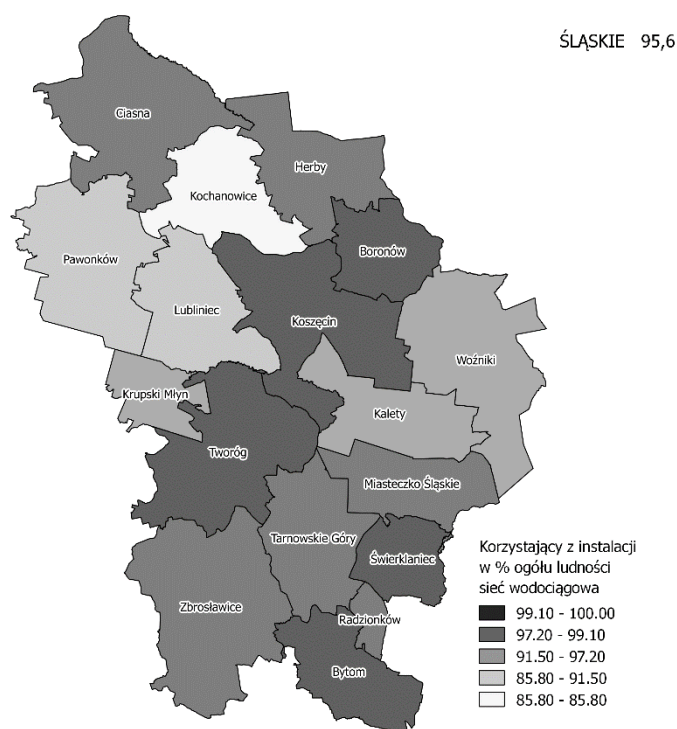 ŚLĄSKIE 95,6
Ciasna
Herby
Kochanowice
Boronów
Pawonków
Lubliniec
Koszęcin
Woźniki
Krupski Młyn
Kalety
Tworóg
Miasteczko Śląskie
Tarnowskie Góry
Świerklaniec
Zbrosławice
Radzionków
Bytom
Korzystający z instalacji
w % ogółu ludności
sieć wodociągowa
99.10 - 100.00
97.20 - 99.10
91.50 - 97.20
85.80 - 91.50
85.80 - 85.80